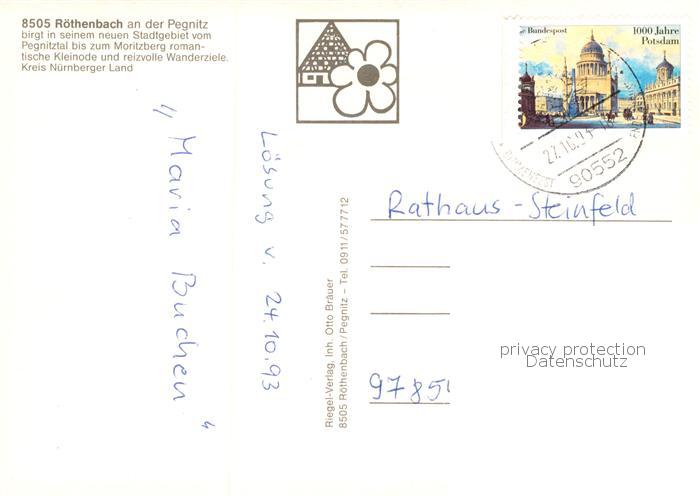 8505 Röthenbach an der Pegnitz
birgt in seinem neuen Stadtgebiet vom
Pegnitztal bis zum Moritzberg roman-
tische Kleinode und reizvolle Wanderziele.
Kreis Nürnberger Land
" Maria Buchen "
Lösung v. 24.10.93
Riegel-Verlag, Inh. Otto Bräuer
8505 Röthenbach/Pegnitz – Tel. 0911/577712
Bundespost
1000 Jahre
Potsdam
27.10.93
90552
Rathaus - Steinfeld
97851
privacy protection
Datenschutz